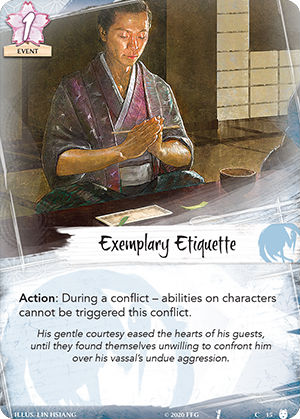 1
EVENT
Exemplary Etiquette
Action: During a conflict – abilities on characters
cannot be triggered this conflict.
His gentle courtesy eased the hearts of his guests,
until they found themselves unwilling to confront him
over his vassal's undue aggression.
ILLUS. LIN HSIANG
© 2020 FFG
C 15